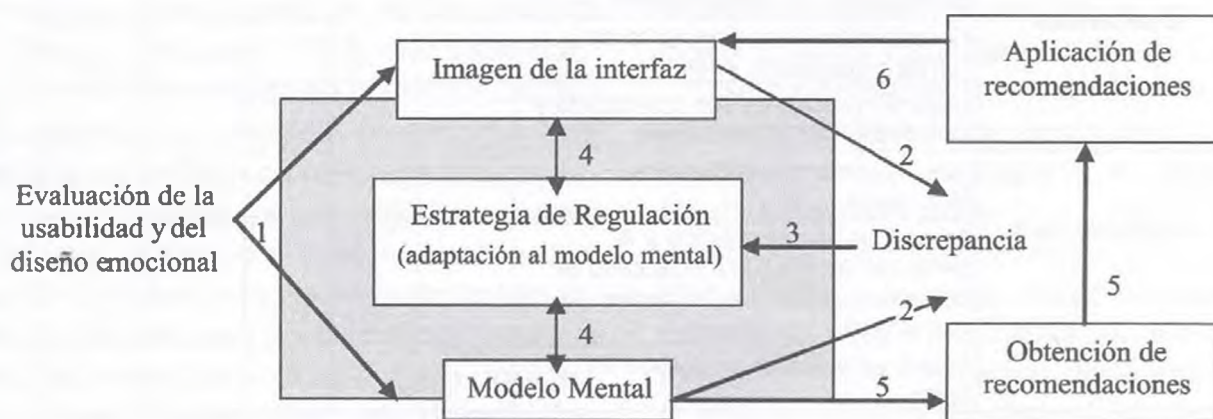 Imagen de la interfaz
6
Aplicación de
recomendaciones
4
2
Evaluación de la
usabilidad y del
diseño emocional
1
Estrategia de Regulación
(adaptación al modelo mental)
3
Discrepancia
5
4
2
Modelo Mental
5
Obtención de
recomendaciones